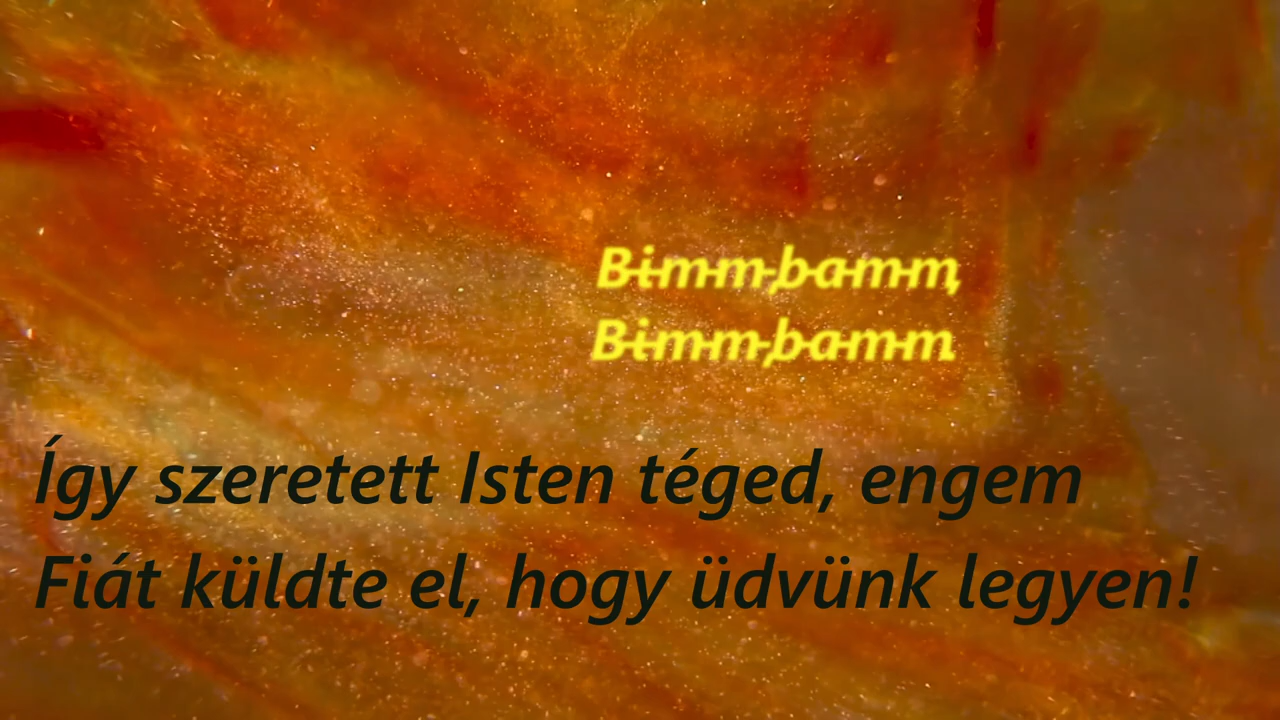 Bimm,bamm,
Bimm,bamm.
Így szeretett Isten téged, engem
Fiát küldte el, hogy üdvünk legyen!